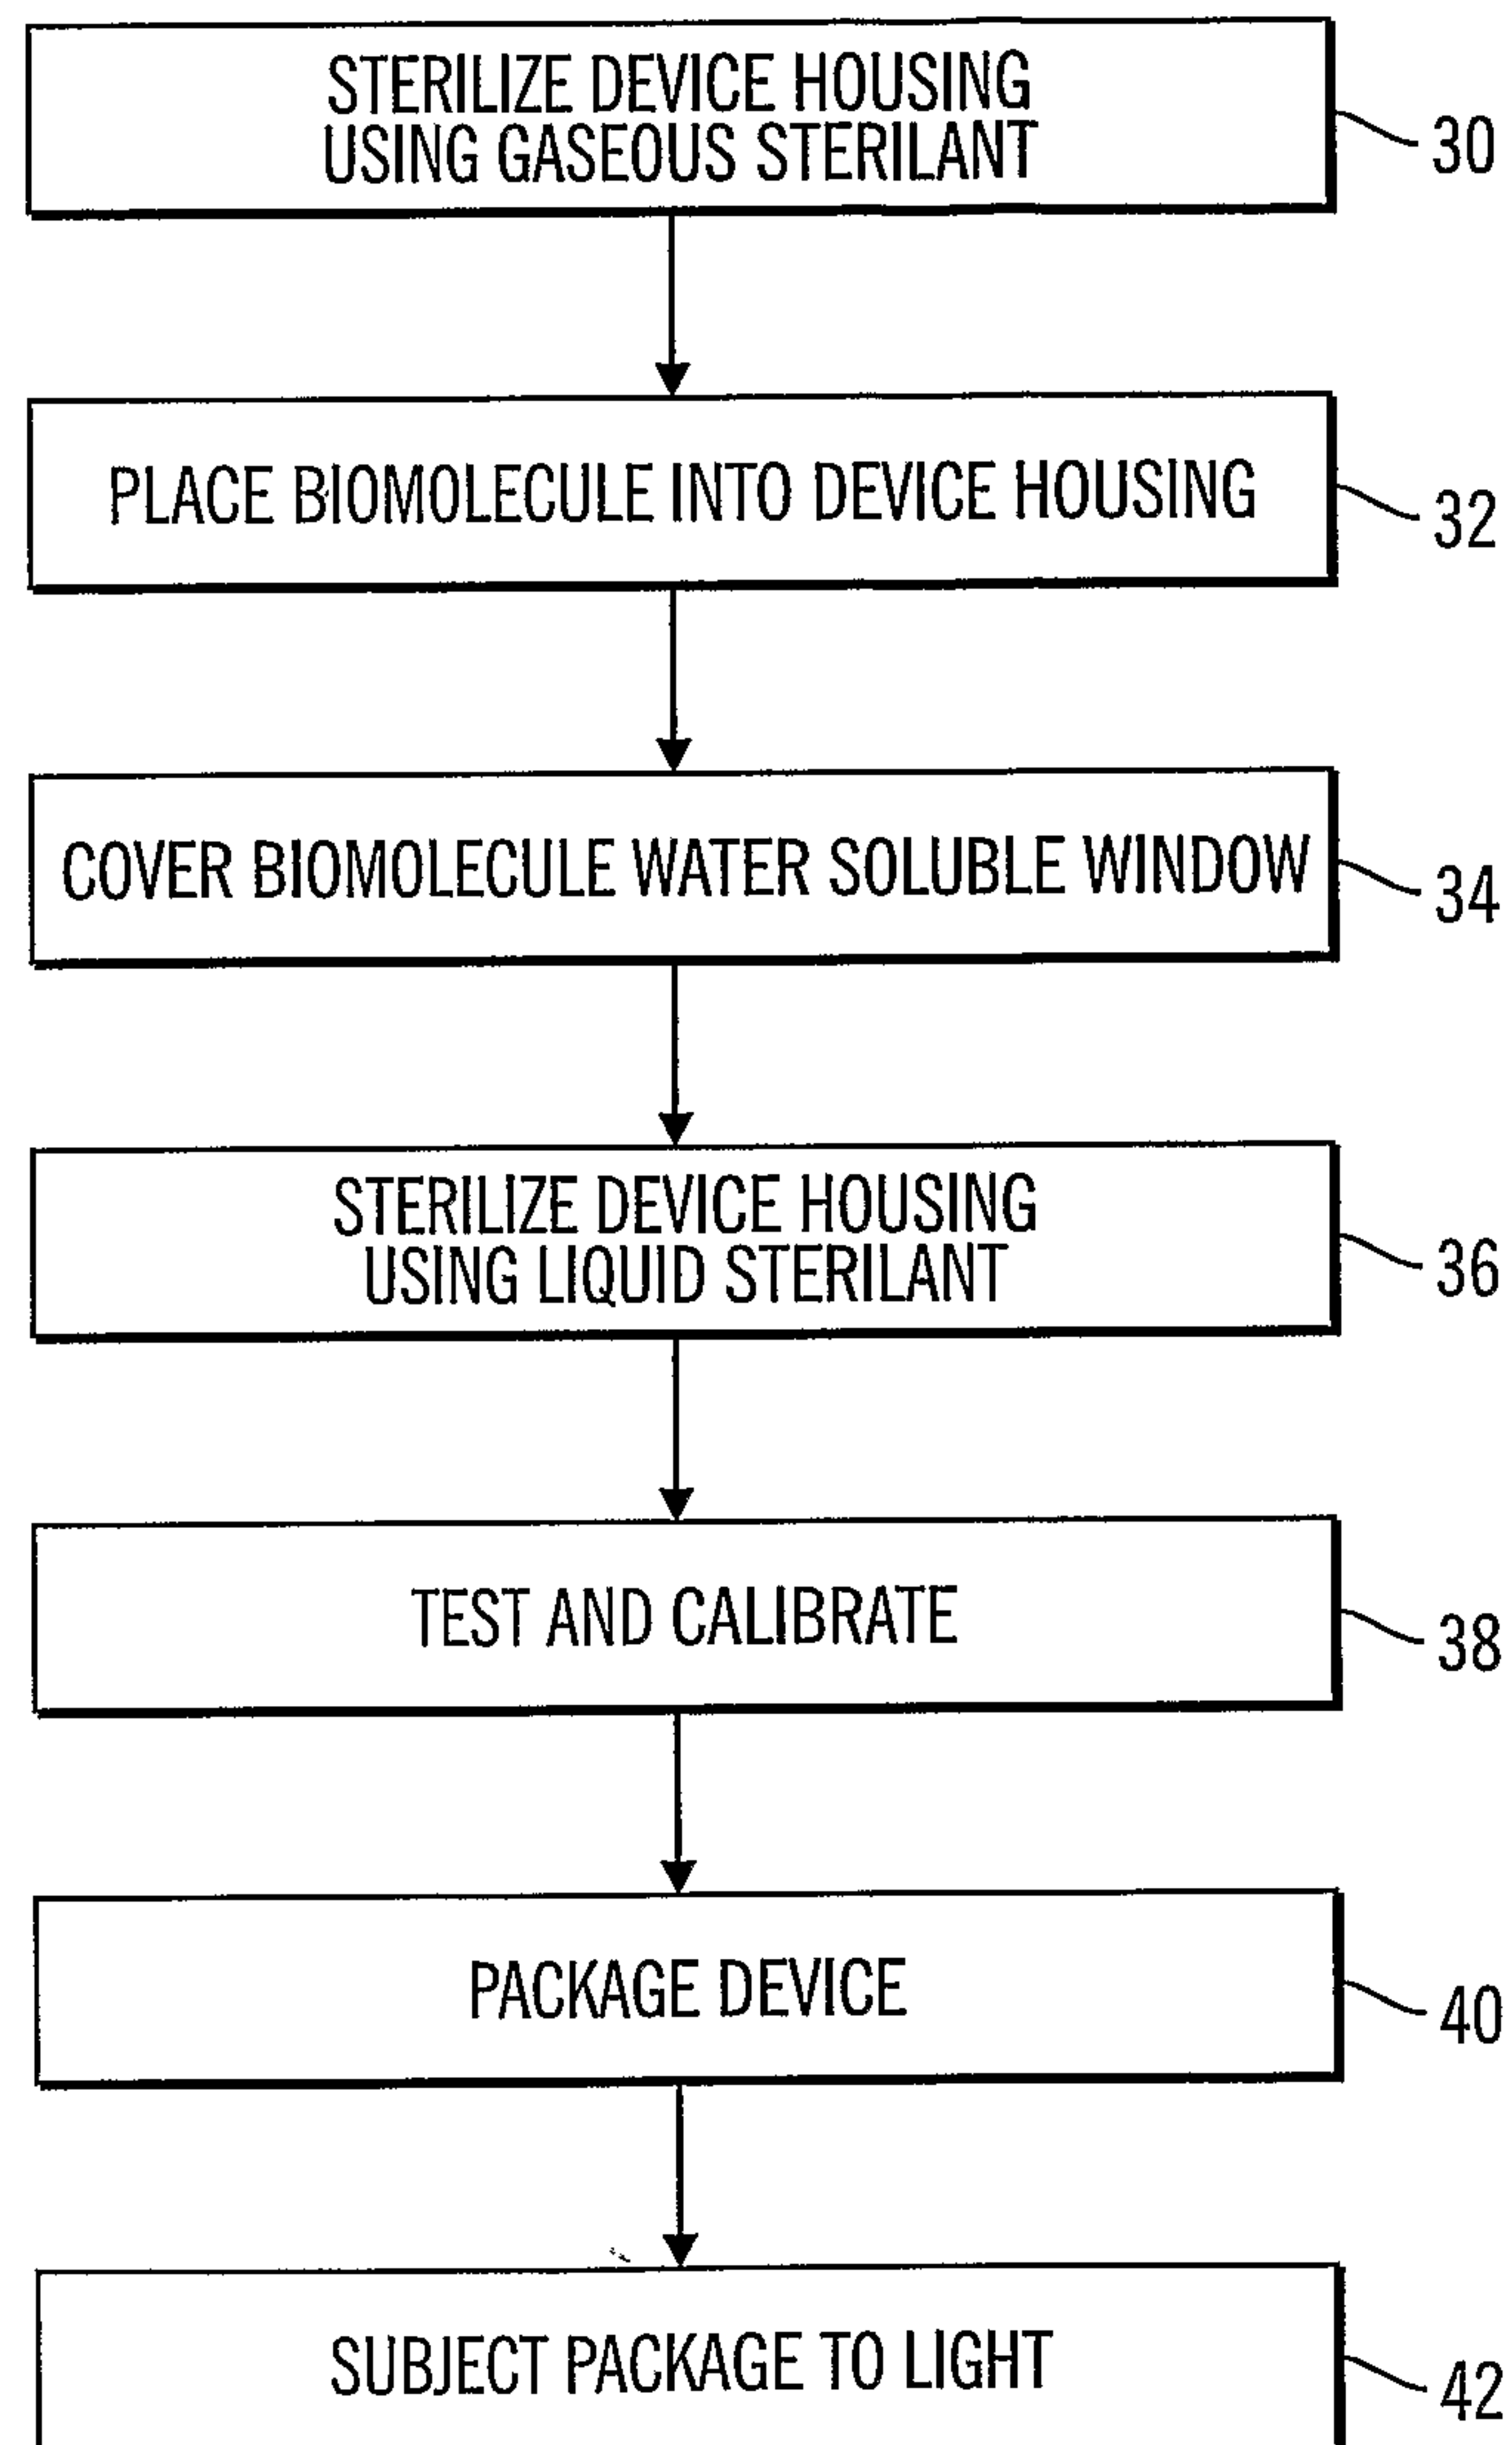 STERILIZE DEVICE HOUSING
USING GASEOUS STERILANT
30
PLACE BIOMOLECULE INTO DEVICE HOUSING
32
COVER BIOMOLECULE WATER SOLUBLE WINDOW
34
STERILIZE DEVICE HOUSING
USING LIQUID STERILANT
36
TEST AND CALIBRATE
38
PACKAGE DEVICE
40
SUBJECT PACKAGE TO LIGHT
42